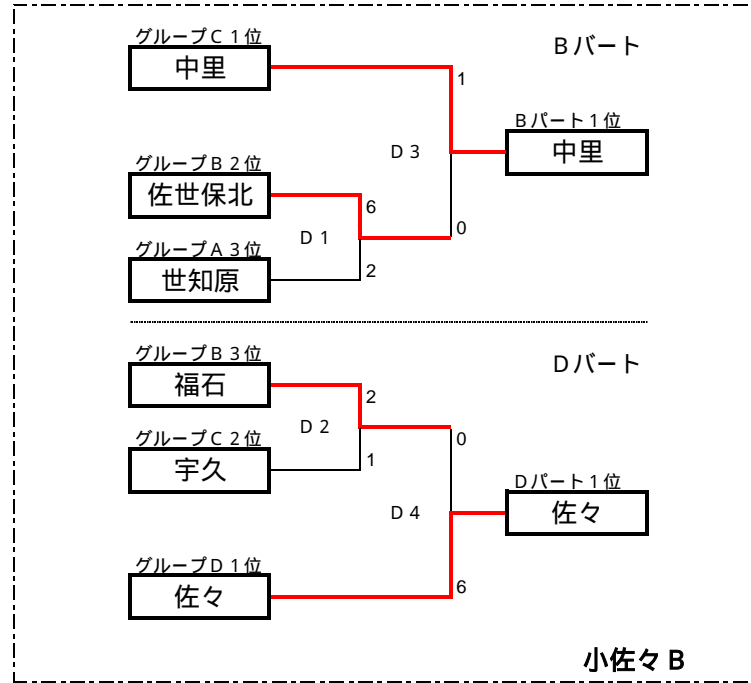 グループC1位
中里
Bパート
1
Bパート1位
中里
D3
グループB2位
佐世保北
6
0
D1
グループA3位
世知原
2
グループB3位
福石
Dパート
2
D2
0
グループC2位
宇久
1
Dパート1位
佐々
D4
グループD1位
佐々
6
小佐々B